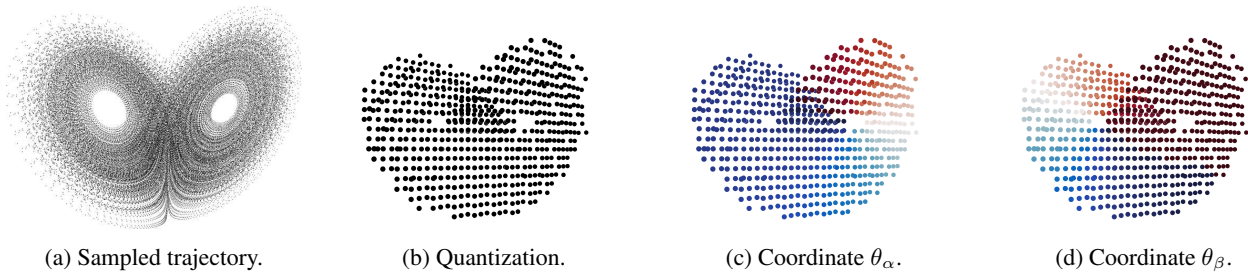 (a) Sampled trajectory.
(b) Quantization.
(c) Coordinate θα.
(d) Coordinate θβ.